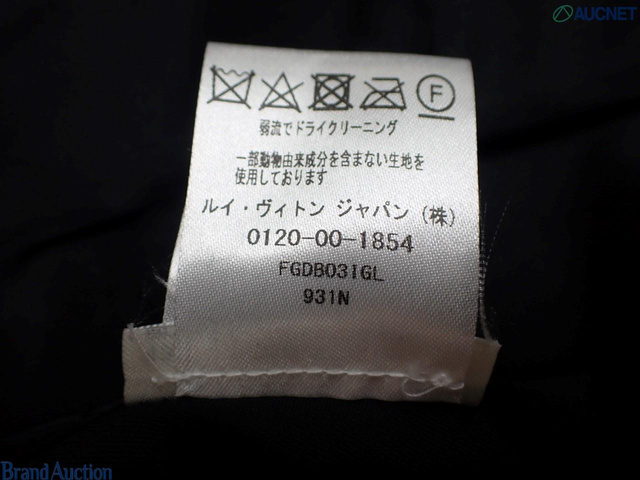 AUCNET
F
弱流でドライクリーニング
一部動物由来成分を含まない生地を
使用しております
ルイ・ヴィトン ジャパン (株)
0120-00-1854
FGDB03IGL
931N
Brand Auction